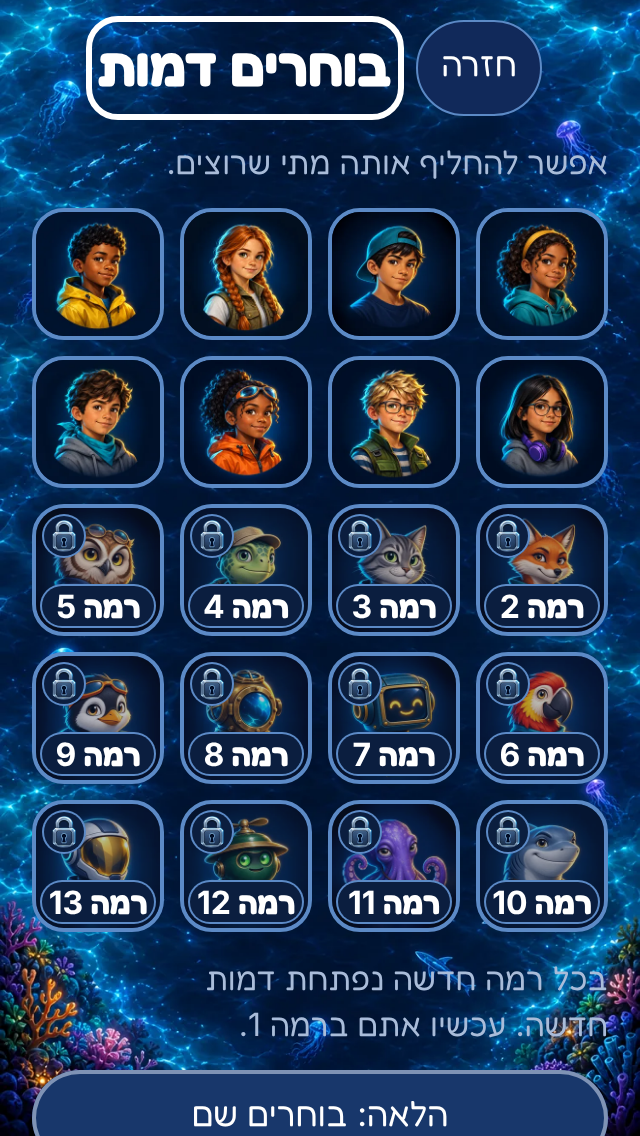 חזרה
בוחרים דמות
אפשר להחליף אותה מתי שרוצים.
רמה 2
רמה 3
רמה 4
רמה 5
רמה 6
רמה 7
רמה 8
רמה 9
רמה 10
רמה 11
רמה 12
רמה 13
בכל רמה חדשה נפתחת דמות
חדשה. עכשיו אתם ברמה 1.
הלאה: בוחרים שם